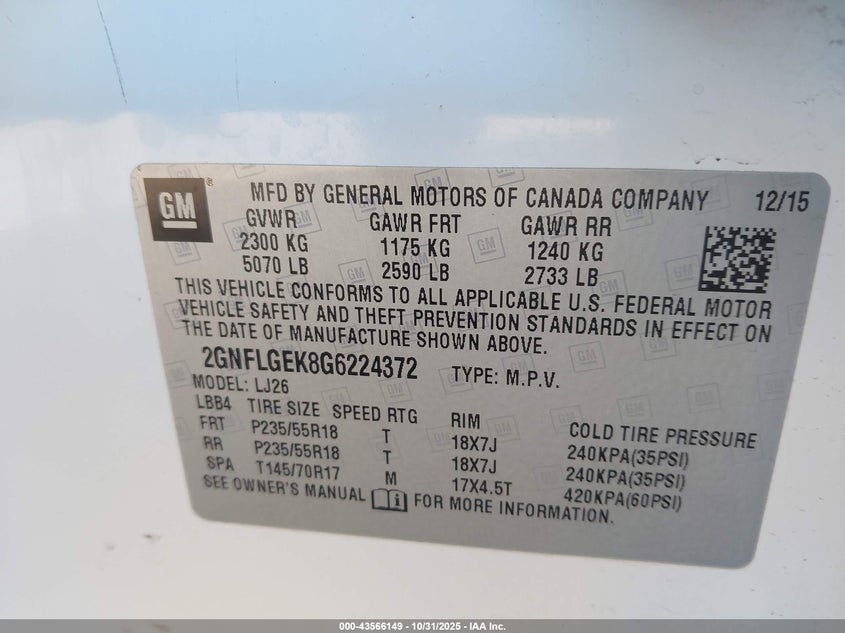 GM ®
MFD BY GENERAL MOTORS OF CANADA COMPANY 12/15
GVWR GAWR FRT GAWR RR
2300 KG 1175 KG 1240 KG
5070 LB 2590 LB 2733 LB
THIS VEHICLE CONFORMS TO ALL APPLICABLE U.S. FEDERAL MOTOR
VEHICLE SAFETY AND THEFT PREVENTION STANDARDS IN EFFECT ON
THE DATE OF MANUFACTURE SHOWN ABOVE.
2GNFLGEK8G6224372 TYPE: M.P.V.
MODEL: LJ26
LBB4 TIRE SIZE SPEED RTG RIM COLD TIRE PRESSURE
FRT P235/55R18 T 18X7J 240KPA(35PSI)
RR P235/55R18 T 18X7J 240KPA(35PSI)
SPA T145/70R17 M 17X4.5T 420KPA(60PSI)
SEE OWNER'S MANUAL FOR MORE INFORMATION.
000-43566149 - 10/31/2025 - IAA Inc.